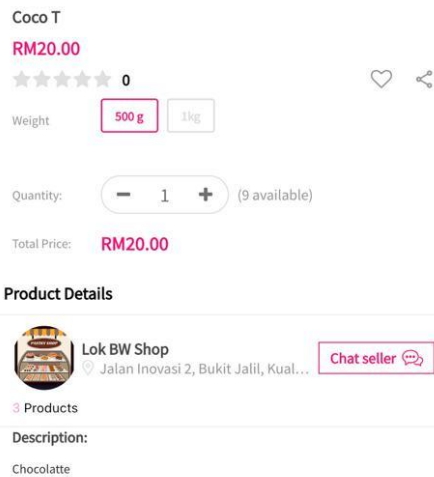 Coco T
RM20.00
0
Weight 500 g 1kg
Quantity: − 1 + (9 available)
Total Price: RM20.00
Product Details
Lok BW Shop
Jalan Inovasi 2, Bukit Jalil, Kual...
Chat seller
3 Products
Description:
Chocolatte